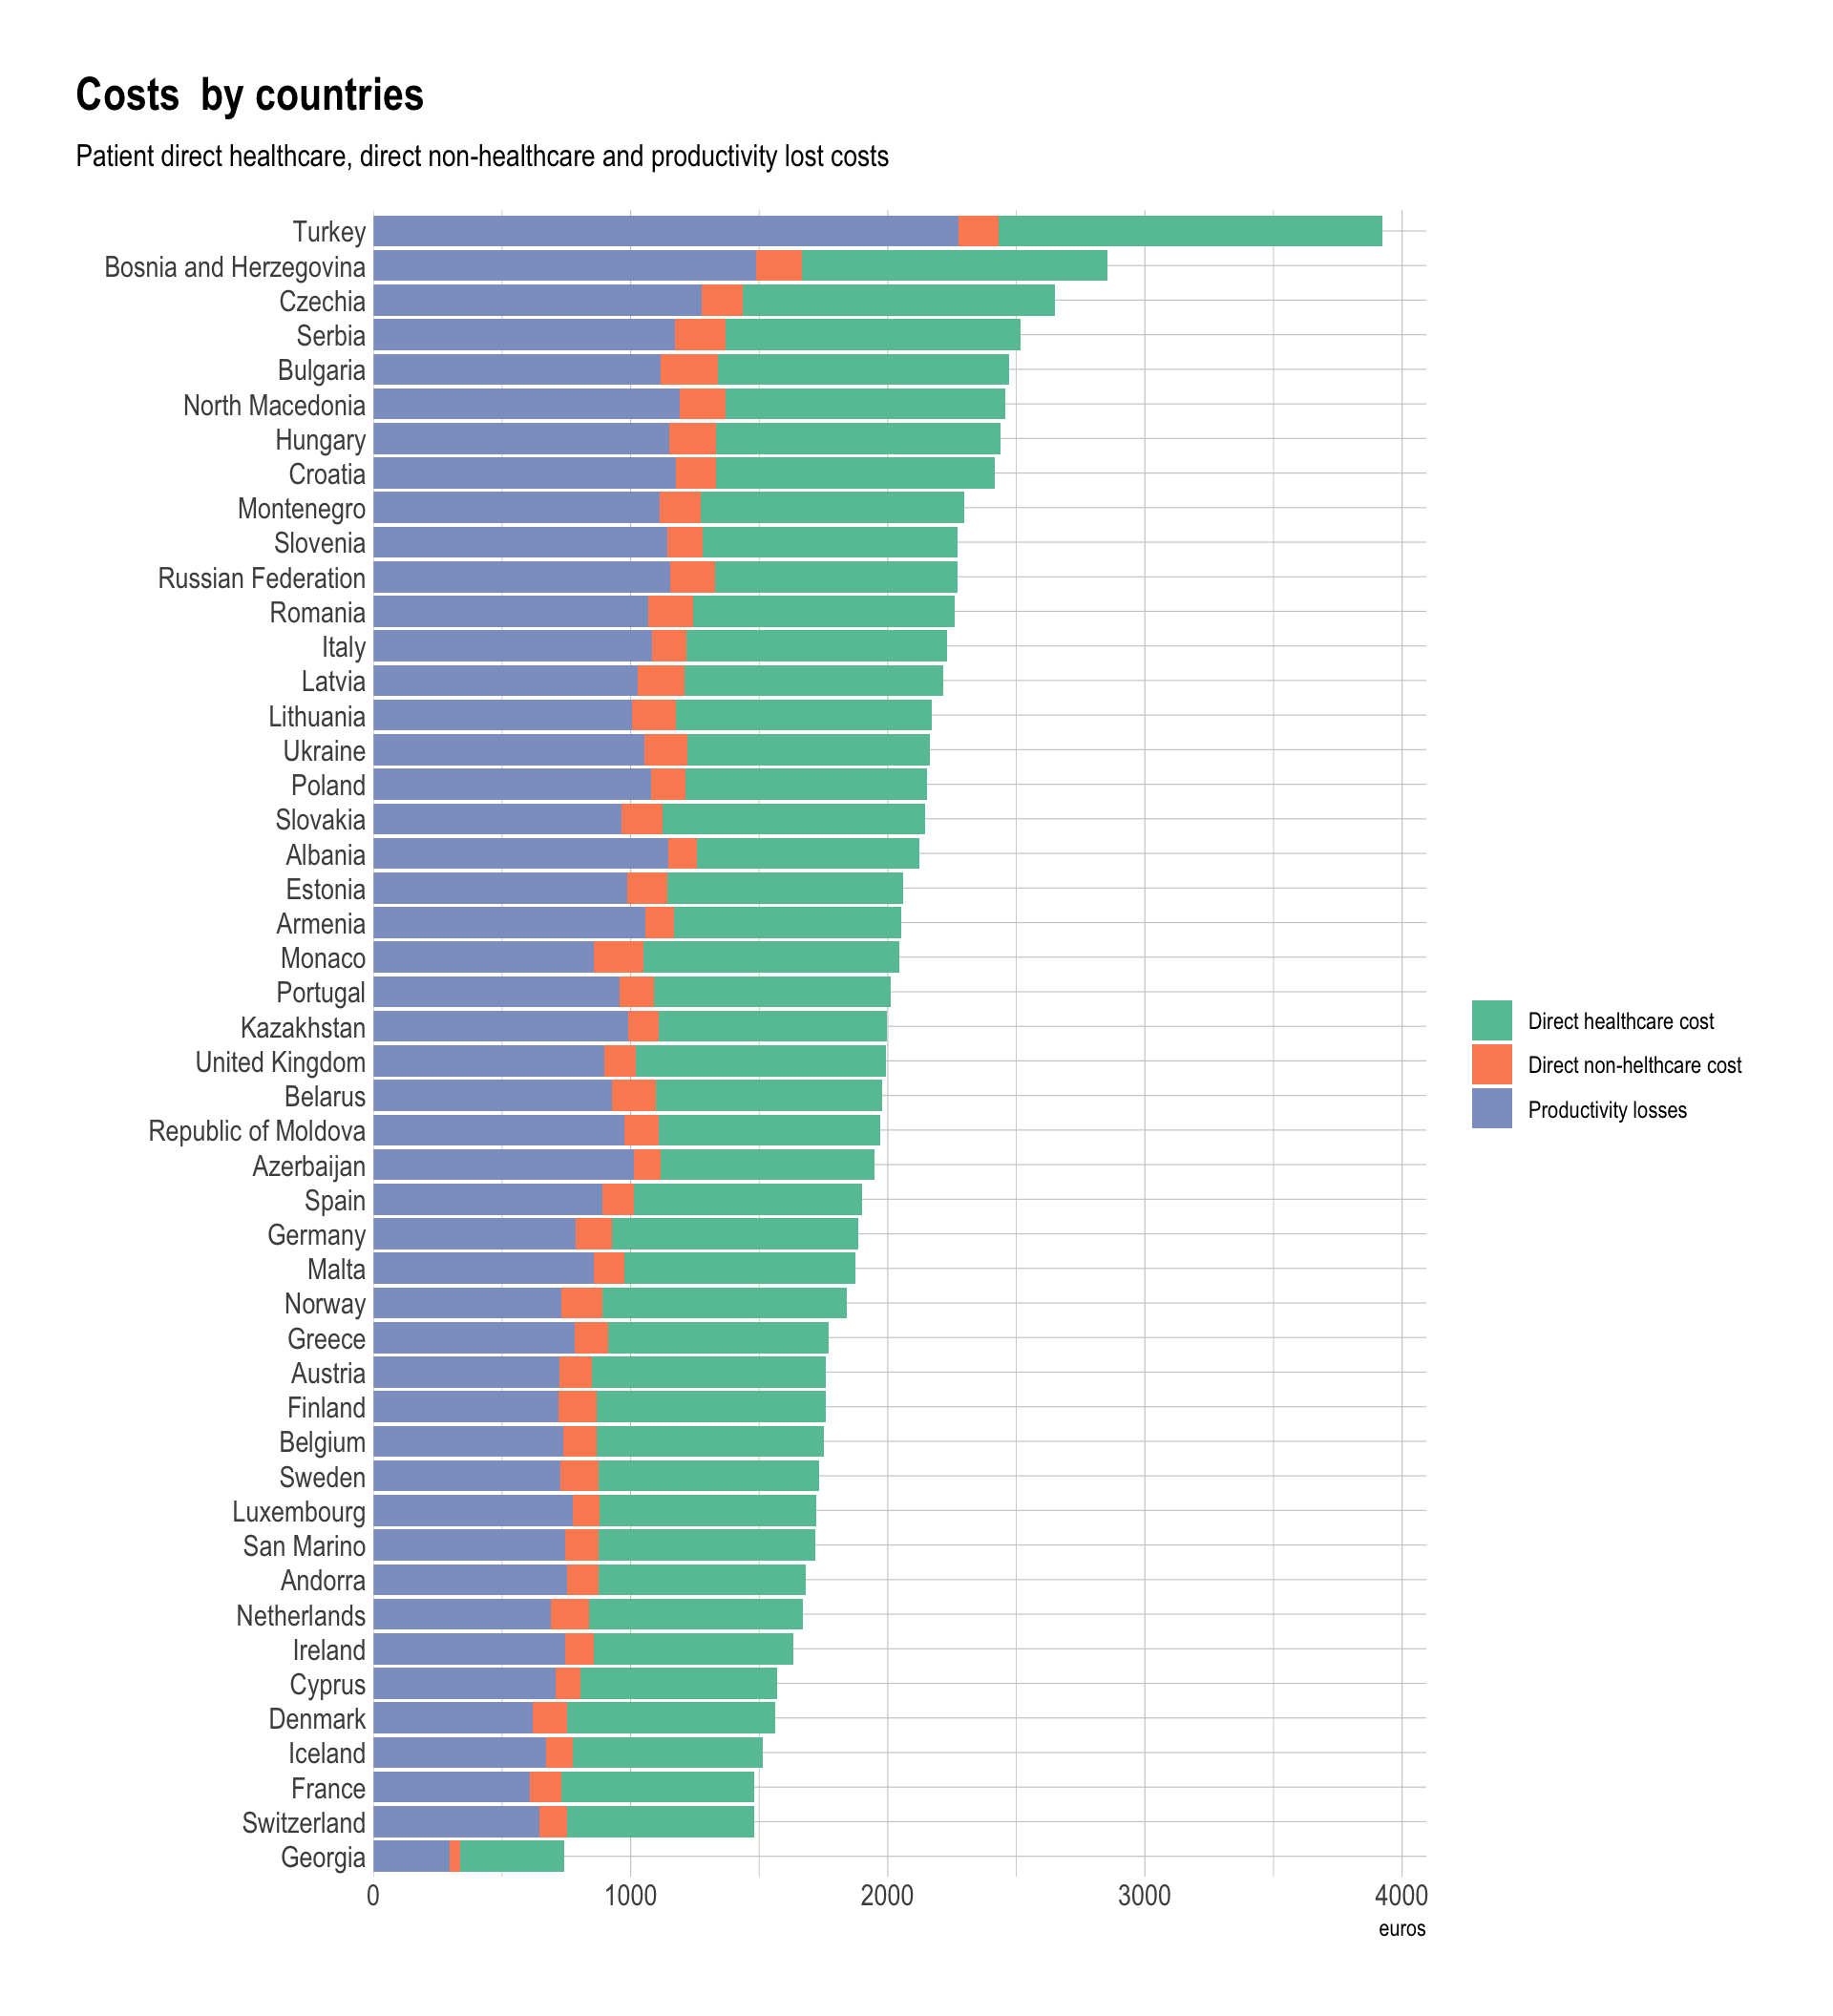 Costs  by countries
Patient direct healthcare, direct non-healthcare and productivity lost costs
Turkey
Bosnia and Herzegovina
Czechia
Serbia
Bulgaria
North Macedonia
Hungary
Croatia
Montenegro
Slovenia
Russian Federation
Romania
Italy
Latvia
Lithuania
Ukraine
Poland
Slovakia
Albania
Estonia
Armenia
Monaco
Portugal
Kazakhstan
United Kingdom
Belarus
Republic of Moldova
Azerbaijan
Spain
Germany
Malta
Norway
Greece
Austria
Finland
Belgium
Sweden
Luxembourg
San Marino
Andorra
Netherlands
Ireland
Cyprus
Denmark
Iceland
France
Switzerland
Georgia
0 1000 2000 3000 4000
euros
Direct healthcare cost
Direct non-helthcare cost
Productivity losses